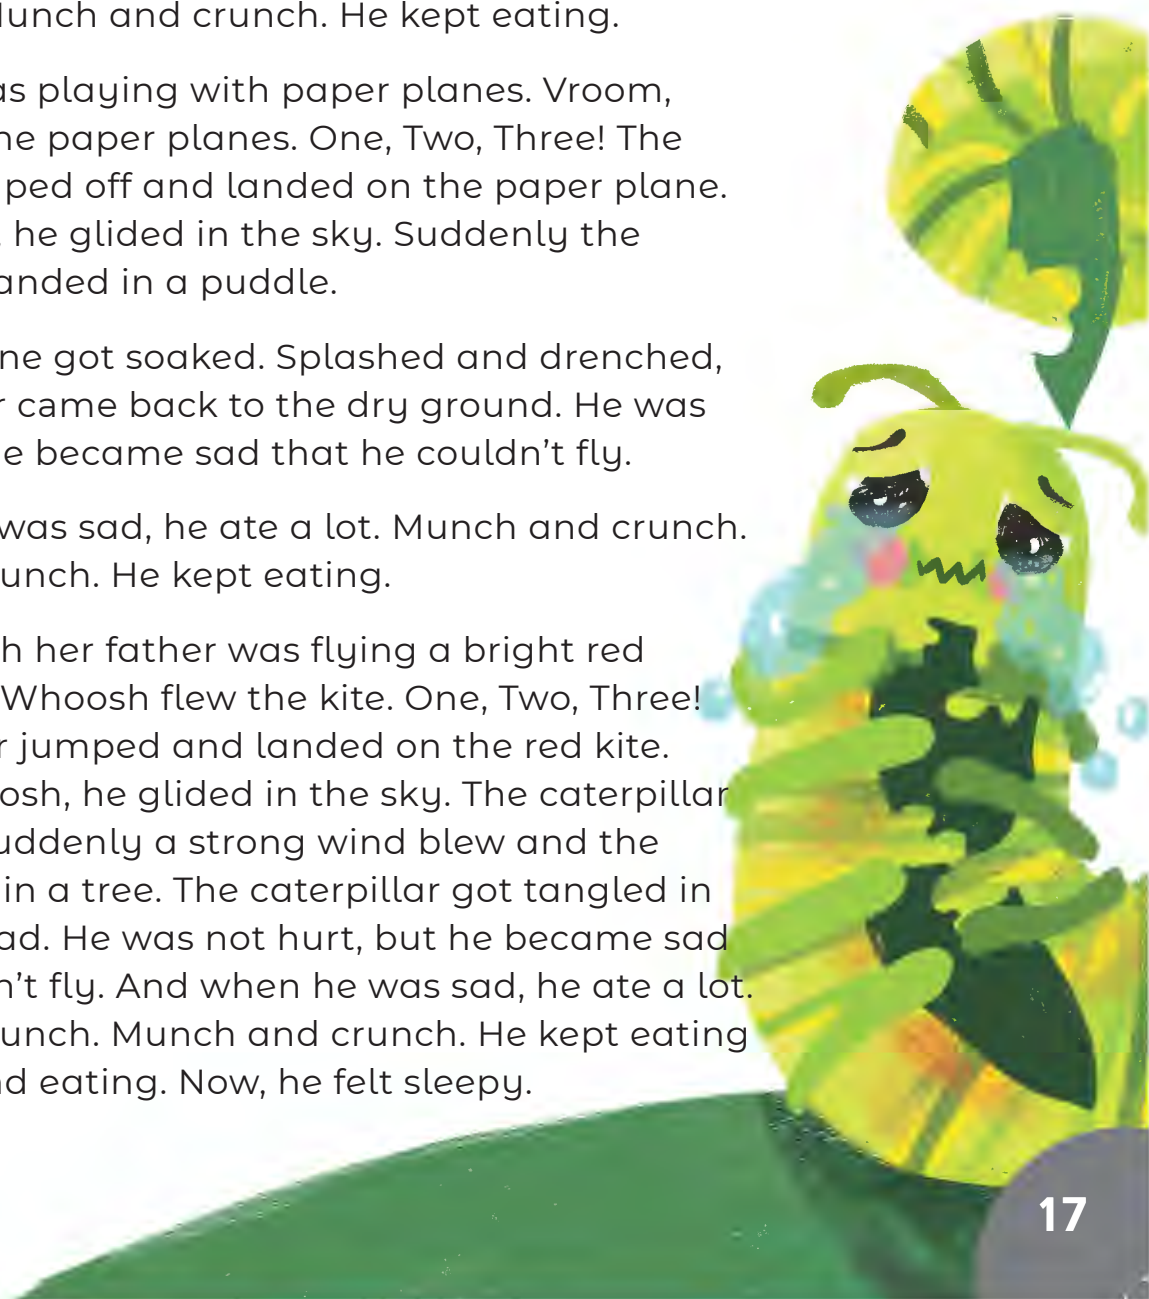 Munch and crunch. He kept eating.
as playing with paper planes. Vroom,
he paper planes. One, Two, Three! The
ped off and landed on the paper plane.
he glided in the sky. Suddenly the
anded in a puddle.
ne got soaked. Splashed and drenched,
r came back to the dry ground. He was
e became sad that he couldn’t fly.
was sad, he ate a lot. Munch and crunch.
unch. He kept eating.
h her father was flying a bright red
Whoosh flew the kite. One, Two, Three!
r jumped and landed on the red kite.
osh, he glided in the sky. The caterpillar
uddenly a strong wind blew and the
in a tree. The caterpillar got tangled in
ad. He was not hurt, but he became sad
n’t fly. And when he was sad, he ate a lot.
unch. Munch and crunch. He kept eating
nd eating. Now, he felt sleepy.
17